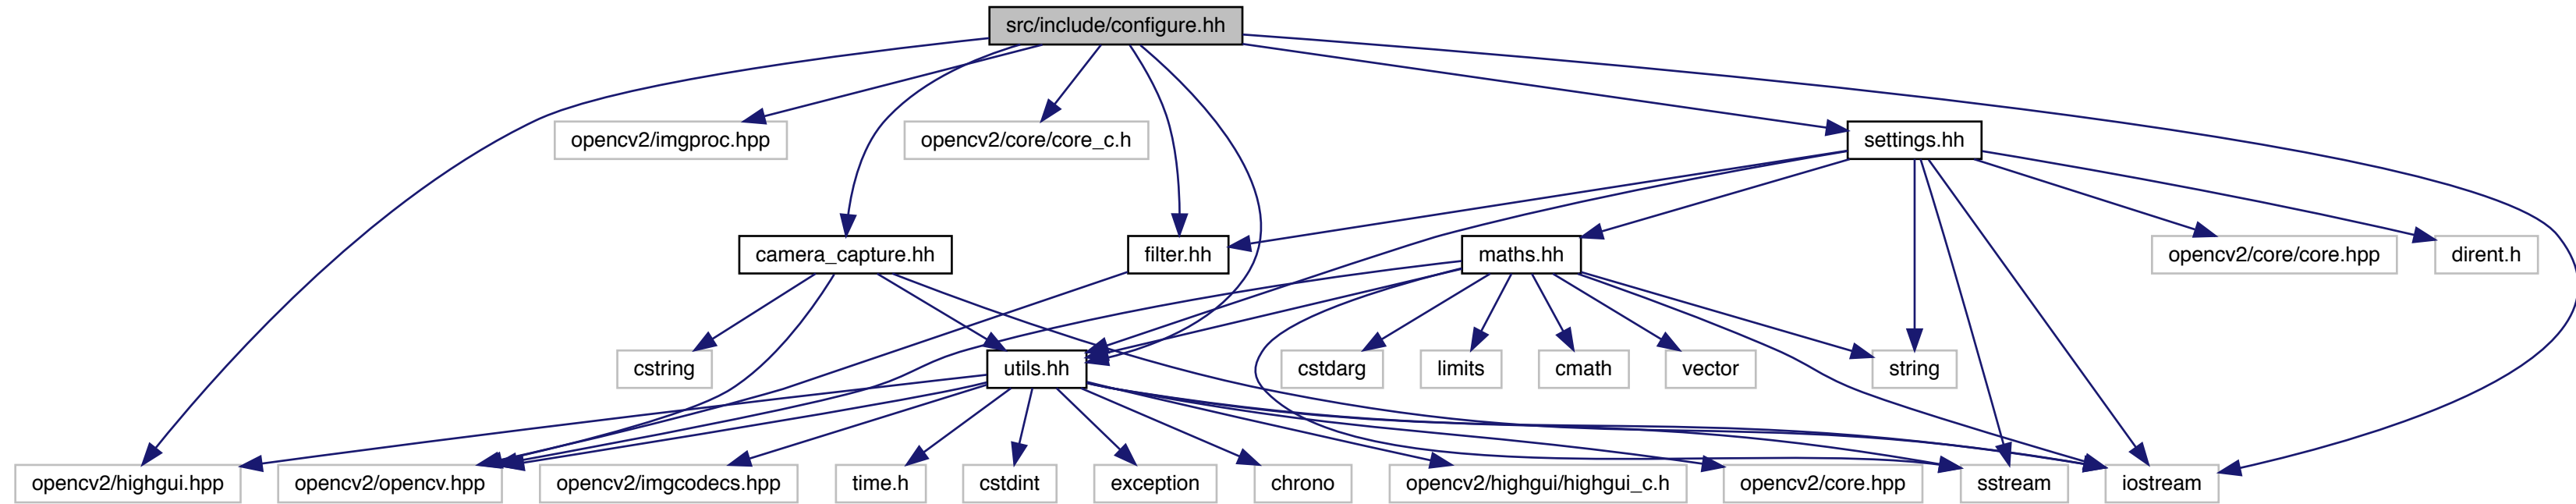 src/include/configure.hh
opencv2/imgproc.hpp
opencv2/core/core_c.h
settings.hh
camera_capture.hh
filter.hh
maths.hh
opencv2/core/core.hpp
dirent.h
cstring
utils.hh
cstdarg
limits
cmath
vector
string
opencv2/highgui.hpp
opencv2/opencv.hpp
opencv2/imgcodecs.hpp
time.h
cstdint
exception
chrono
opencv2/highgui/highgui_c.h
opencv2/core.hpp
sstream
iostream